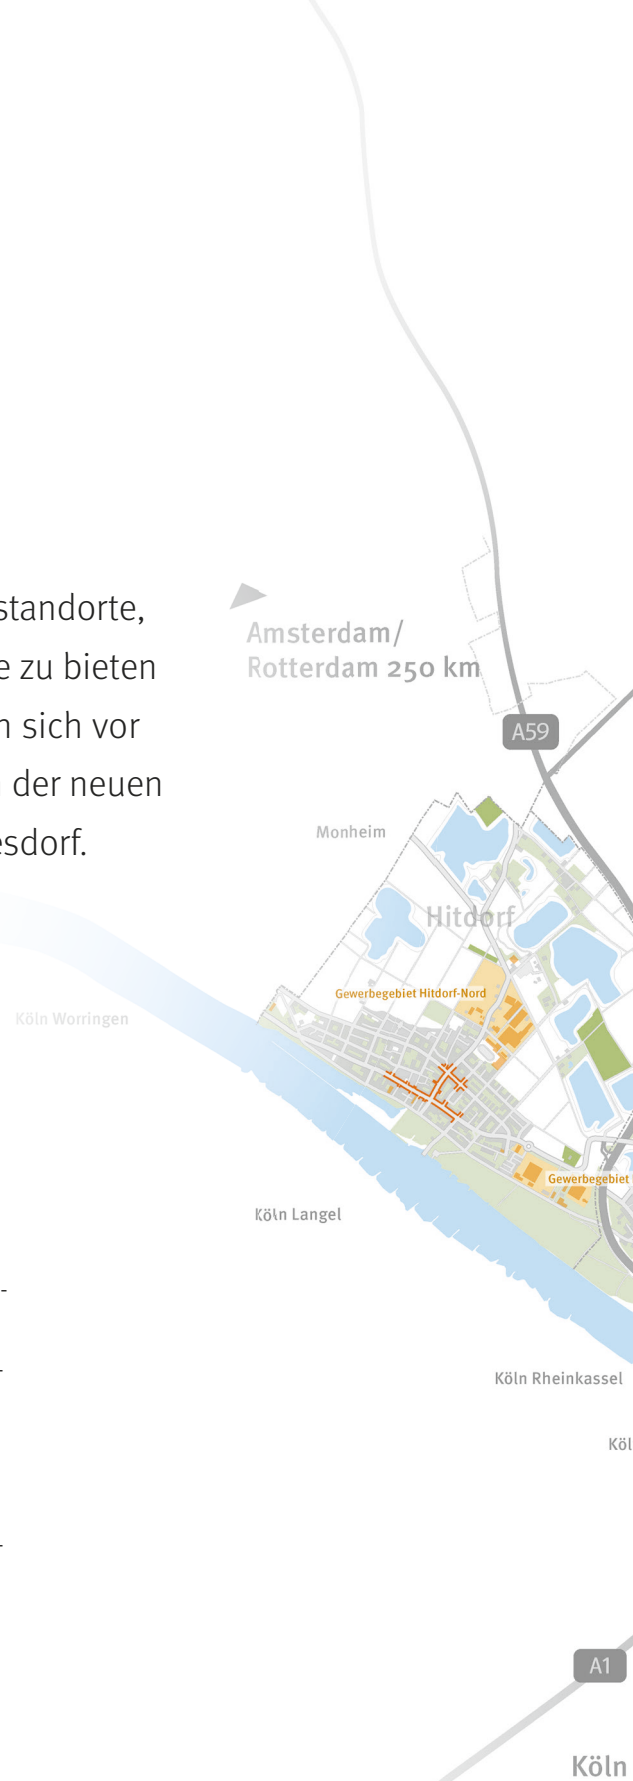 standorte,
e zu bieten
n sich vor
n der neuen
esdorf.
Amsterdam/
Rotterdam 250 km
A59
Monheim
Hitdorf
Gewerbegebiet Hitdorf-Nord
Köln Worringen
Gewerbegebiet
Köln Langel
-
-
Köln Rheinkassel
Köl
-
A1
Köln